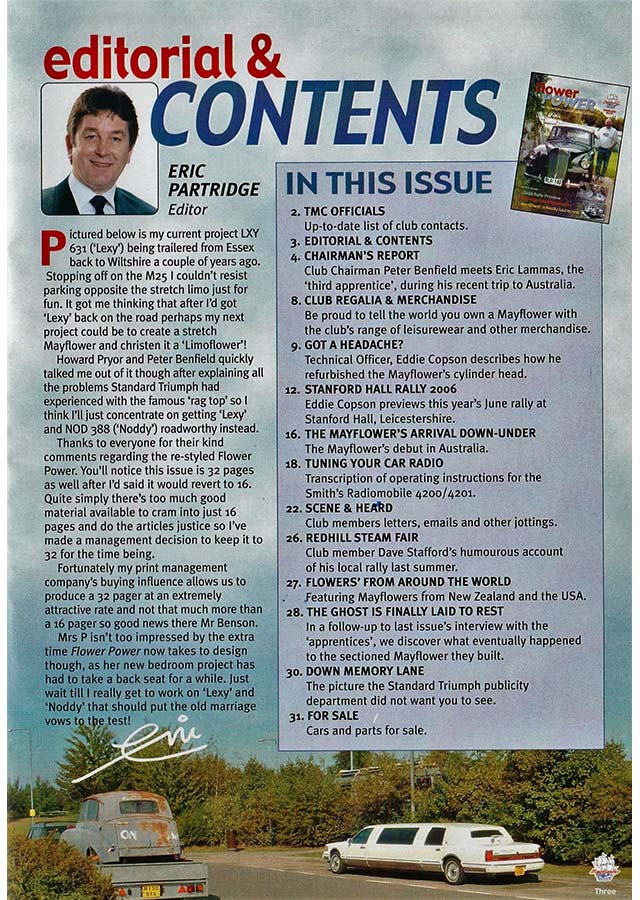 editorial &
CONTENTS
flower
POWER
ERIC
PARTRIDGE
Editor
Pictured below is my current project LXY
631 (‘Lexy’) being trailered from Essex
back to Wiltshire a couple of years ago.
Stopping off on the M25 I couldn’t resist
parking opposite the stretch limo just for
fun. It got me thinking that after I’d got
‘Lexy’ back on the road perhaps my next
project could be to create a stretch
Mayflower and christen it a ‘Limoflower’!
Howard Pryor and Peter Benfield quickly
talked me out of it though after explaining all
the problems Standard Triumph had
experienced with the famous ‘rag top’ so I
think I’ll just concentrate on getting ‘Lexy’
and NOD 388 (‘Noddy’) roadworthy instead.
Thanks to everyone for their kind
comments regarding the re-styled Flower
Power. You’ll notice this issue is 32 pages
as well after I’d said it would revert to 16.
Quite simply there’s too much good
material available to cram into just 16
pages and do the articles justice so I’ve
made a management decision to keep it to
32 for the time being.
Fortunately my print management
company’s buying influence allows us to
produce a 32 pager at an extremely
attractive rate and not that much more than
a 16 pager so good news there Mr Benson.
Mrs P isn’t too impressed by the extra
time Flower Power now takes to design
though, as her new bedroom project has
had to take a back seat for a while. Just
wait till I really get to work on ‘Lexy’ and
‘Noddy’ that should put the old marriage
vows to the test!
Eric
IN THIS ISSUE
2. TMC OFFICIALS
Up-to-date list of club contacts.
3. EDITORIAL & CONTENTS
4. CHAIRMAN’S REPORT
Club Chairman Peter Benfield meets Eric Lammas, the
‘third apprentice’, during his recent trip to Australia.
8. CLUB REGALIA & MERCHANDISE
Be proud to tell the world you own a Mayflower with
the club’s range of leisurewear and other merchandise.
9. GOT A HEADACHE?
Technical Officer, Eddie Copson describes how he
refurbished the Mayflower’s cylinder head.
12. STANFORD HALL RALLY 2006
Eddie Copson previews this year’s June rally at
Stanford Hall, Leicestershire.
16. THE MAYFLOWER’S ARRIVAL DOWN-UNDER
The Mayflower’s debut in Australia.
18. TUNING YOUR CAR RADIO
Transcription of operating instructions for the
Smith’s Radiomobile 4200/4201.
22. SCENE & HEARD
Club members letters, emails and other jottings.
26. REDHILL STEAM FAIR
Club member Dave Stafford’s humourous account
of his local rally last summer.
27. FLOWERS’ FROM AROUND THE WORLD
Featuring Mayflowers from New Zealand and the USA.
28. THE GHOST IS FINALLY LAID TO REST
In a follow-up to last issue’s interview with the
‘apprentices’, we discover what eventually happened
to the sectioned Mayflower they built.
30. DOWN MEMORY LANE
The picture the Standard Triumph publicity
department did not want you to see.
31. FOR SALE
Cars and parts for sale.
ON
Three